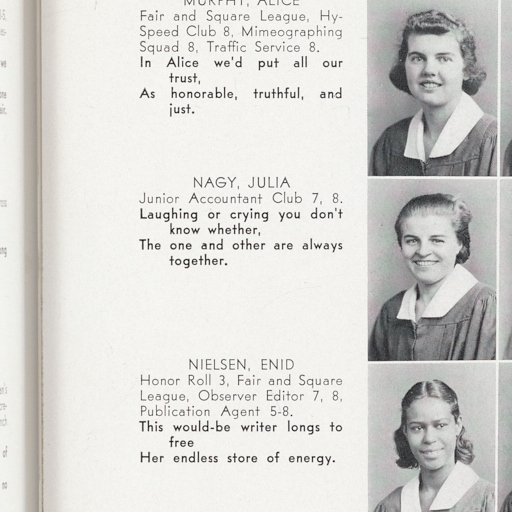 MURPHY, ALICE
Fair and Square League, Hy-
Speed Club 8, Mimeographing
Squad 8, Traffic Service 8.
In Alice we'd put all our
trust,
As honorable, truthful, and
just.
NAGY, JULIA
Junior Accountant Club 7, 8.
Laughing or crying you don't
know whether,
The one and other are always
together.
NIELSEN, ENID
Honor Roll 3, Fair and Square
League, Observer Editor 7, 8,
Publication Agent 5-8.
This would-be writer longs to
free
Her endless store of energy.